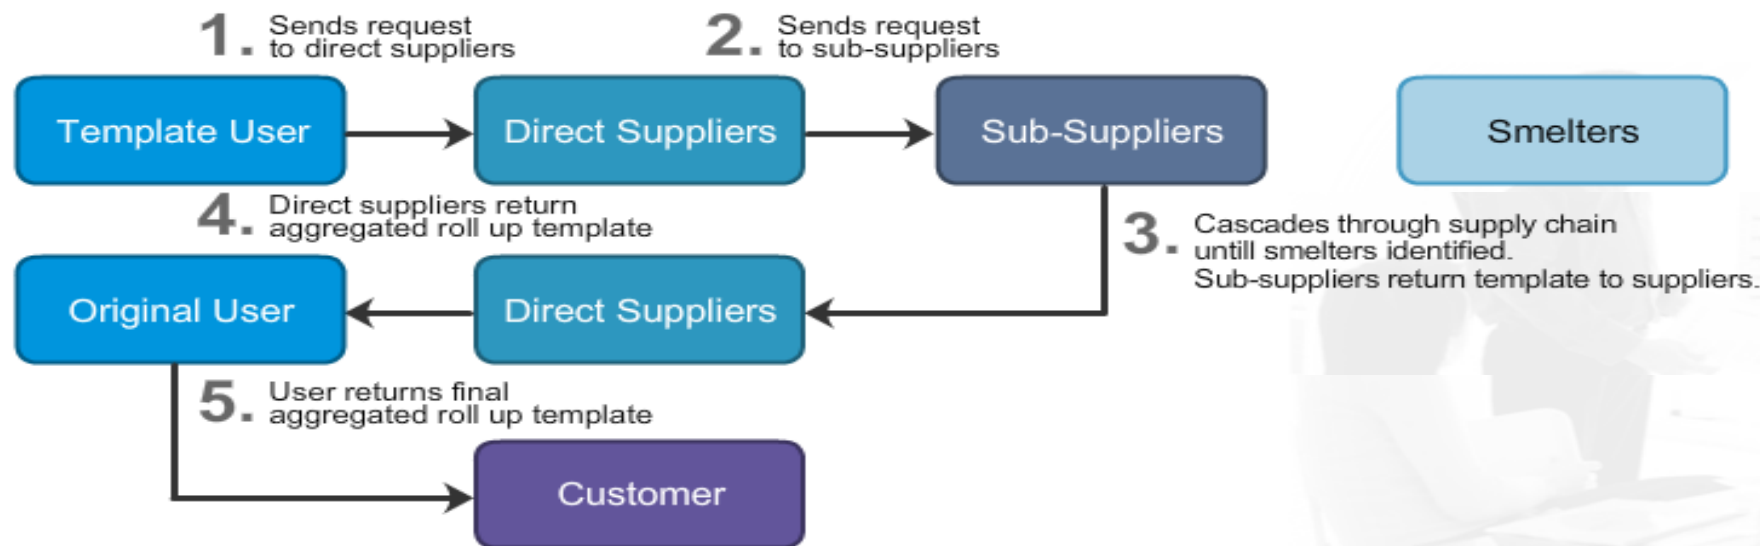 1. Sends request
to direct suppliers
2. Sends request
to sub-suppliers
Template User
Direct Suppliers
Sub-Suppliers
Smelters
4. Direct suppliers return
aggregated roll up template
3. Cascades through supply chain
untill smelters identified.
Sub-suppliers return template to suppliers.
Original User
Direct Suppliers
5. User returns final
aggregated roll up template
Customer